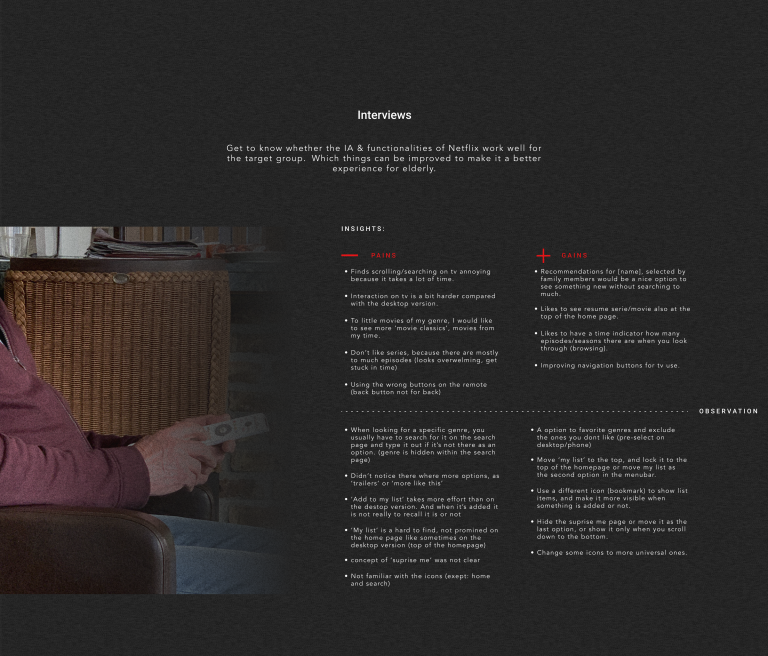 Interviews
Get to know whether the IA & functionalities of Netflix work well for
the target group. Which things can be improved to make it a better
experience for elderly.
INSIGHTS:
PAINS
• Finds scrolling/searching on tv annoying
because it takes a lot of time.
• Interaction on tv is a bit harder compared
with the desktop version.
• To little movies of my genre, I would like
to see more 'movie classics', movies from
my time.
• Don't like series, because there are mostly
to much episodes (looks overwelming, get
stuck in time)
• Using the wrong buttons on the remote
(back button not for back)
GAINS
• Recommendations for [name], selected by
family members would be a nice option to
see something new without searching to
much.
• Likes to see resume serie/movie also at the
top of the home page.
• Likes to have a time indicator how many
episodes/seasons there are when you look
through (browsing).
• Improving navigation buttons for tv use.
OBSERVATION
• When looking for a specific genre, you
usually have to search for it on the search
page and type it out if it's not there as an
option. (genre is hidden within the search
page)
• Didn't notice there where more options, as
'trailers' or 'more like this'
• 'Add to my list' takes more effort than on
the destop version. And when it's added it
is not really to recall it is or not
• 'My list' is a hard to find, not promined on
the home page like sometimes on the
desktop version (top of the homepage)
• concept of 'suprise me' was not clear
• Not familiar with the icons (exept: home
and search)
• A option to favorite genres and exclude
the ones you dont like (pre-select on
desktop/phone)
• Move 'my list' to the top, and lock it to the
top of the homepage or move my list as
the second option in the menubar.
• Use a different icon (bookmark) to show list
items, and make it more visible when
something is added or not.
• Hide the suprise me page or move it as the
last option, or show it only when you scroll
down to the bottom.
• Change some icons to more universal ones.